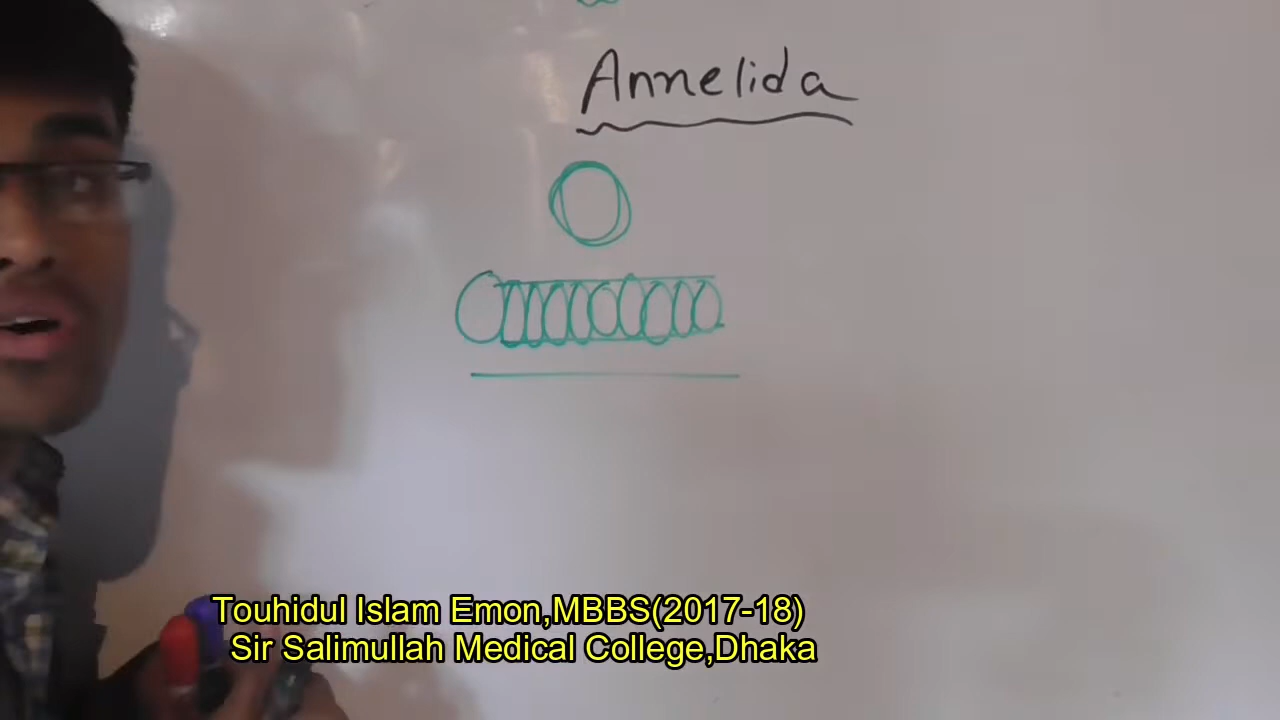 Annelida
Touhidul Islam Emon,MBBS(2017-18)
Sir Salimullah Medical College,Dhaka